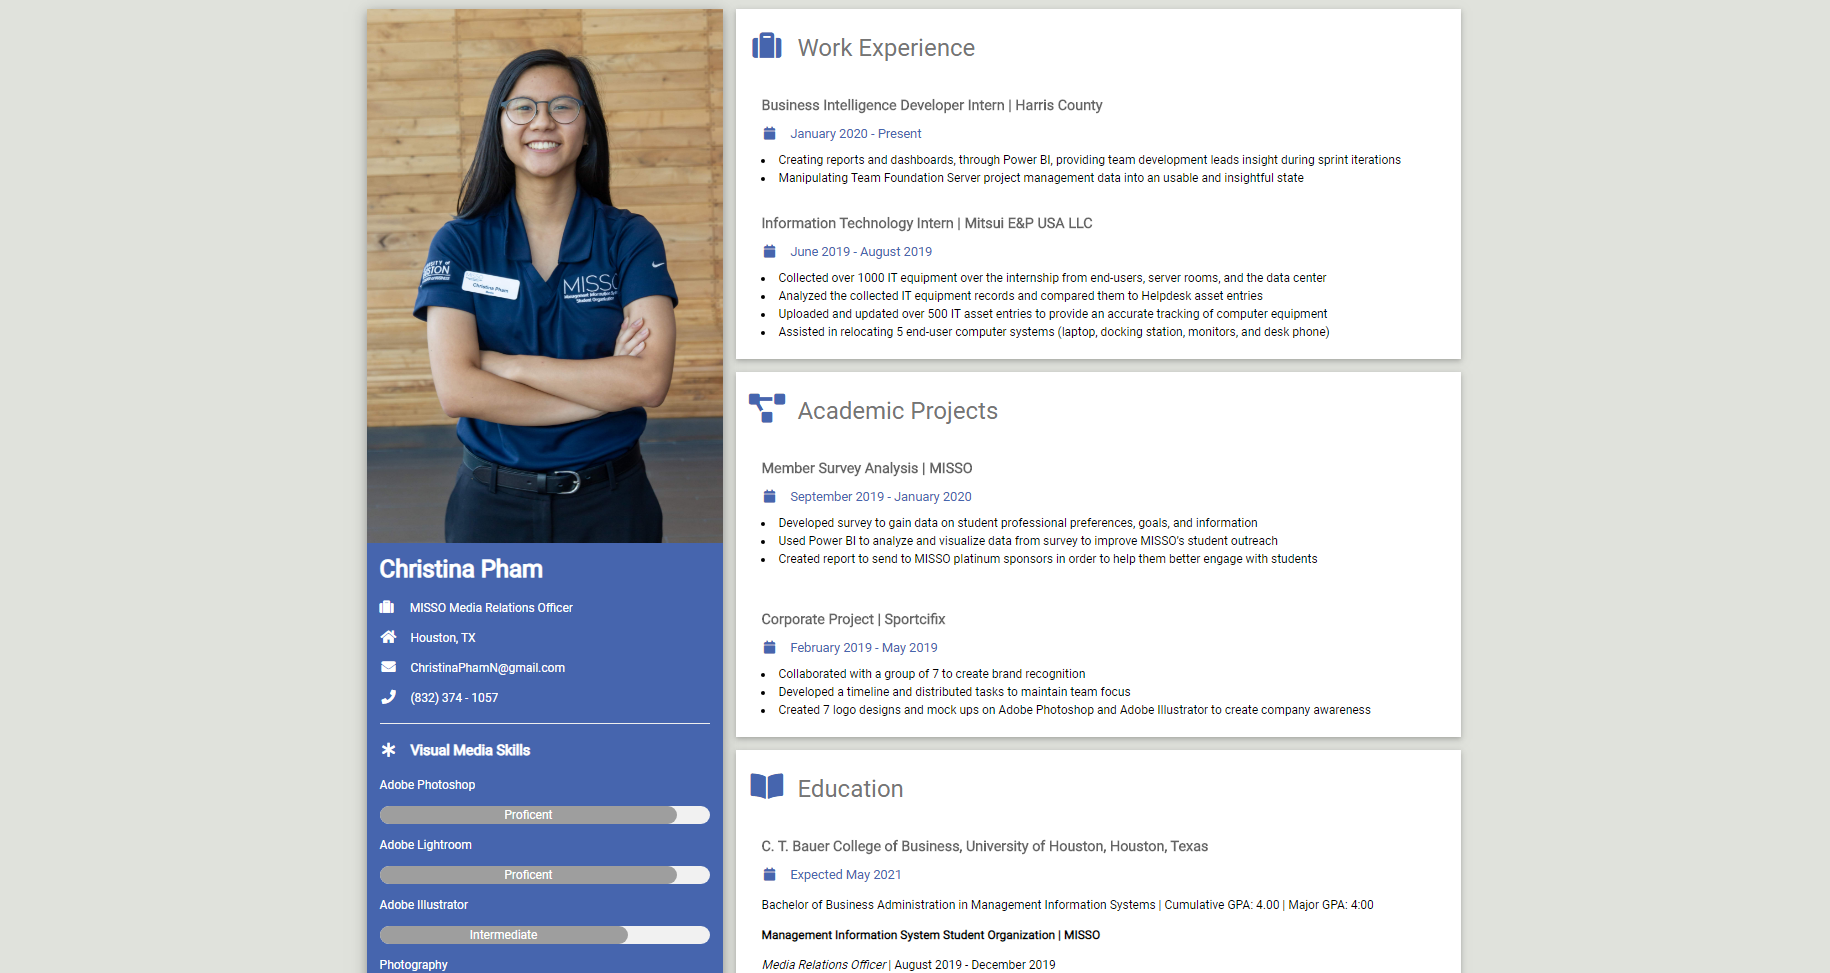 UNIVERSITY of
HOUSTON
Christina Pham
MISSO
Management Information Systems
Student Organization
Christina Pham
MISSO Media Relations Officer
Houston, TX
ChristinaPhamN@gmail.com
(832) 374 - 1057
Visual Media Skills
Adobe Photoshop
Proficent
Adobe Lightroom
Proficent
Adobe Illustrator
Intermediate
Photography
Work Experience
Business Intelligence Developer Intern | Harris County
January 2020 - Present
• Creating reports and dashboards, through Power BI, providing team development leads insight during sprint iterations
• Manipulating Team Foundation Server project management data into an usable and insightful state
Information Technology Intern | Mitsui E&P USA LLC
June 2019 - August 2019
• Collected over 1000 IT equipment over the internship from end-users, server rooms, and the data center
• Analyzed the collected IT equipment records and compared them to Helpdesk asset entries
• Uploaded and updated over 500 IT asset entries to provide an accurate tracking of computer equipment
• Assisted in relocating 5 end-user computer systems (laptop, docking station, monitors, and desk phone)
Academic Projects
Member Survey Analysis | MISSO
September 2019 - January 2020
• Developed survey to gain data on student professional preferences, goals, and information
• Used Power BI to analyze and visualize data from survey to improve MISSO's student outreach
• Created report to send to MISSO platinum sponsors in order to help them better engage with students
Corporate Project | Sportcifix
February 2019 - May 2019
• Collaborated with a group of 7 to create brand recognition
• Developed a timeline and distributed tasks to maintain team focus
• Created 7 logo designs and mock ups on Adobe Photoshop and Adobe Illustrator to create company awareness
Education
C. T. Bauer College of Business, University of Houston, Houston, Texas
Expected May 2021
Bachelor of Business Administration in Management Information Systems | Cumulative GPA: 4.00 | Major GPA: 4:00
Management Information System Student Organization | MISSO
Media Relations Officer | August 2019 - December 2019